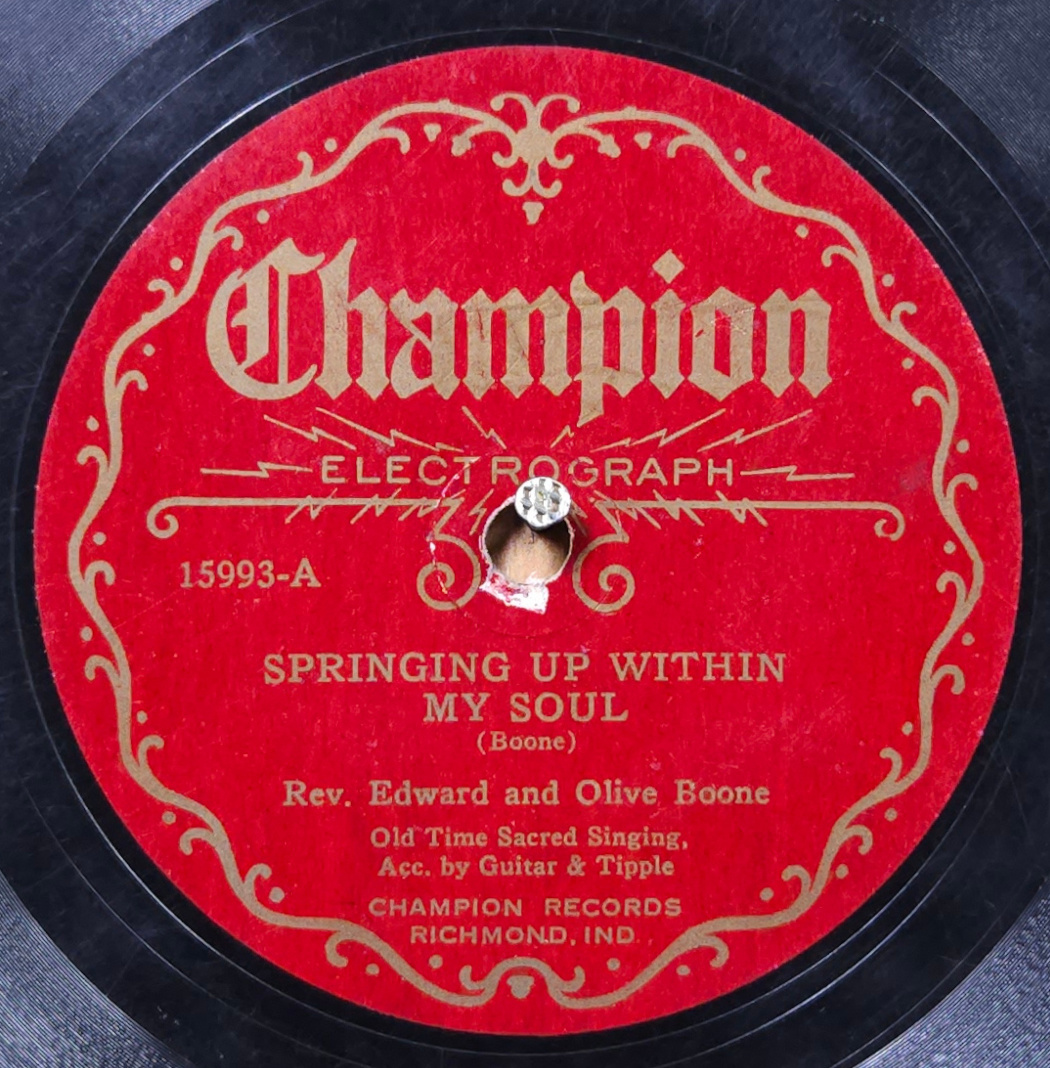 Champion
ELECTROGRAPH
15993-A
SPRINGING UP WITHIN
MY SOUL
(Boone)
Rev. Edward and Olive Boone
Old Time Sacred Singing,
Acc. by Guitar & Tipple
CHAMPION RECORDS
RICHMOND, IND.